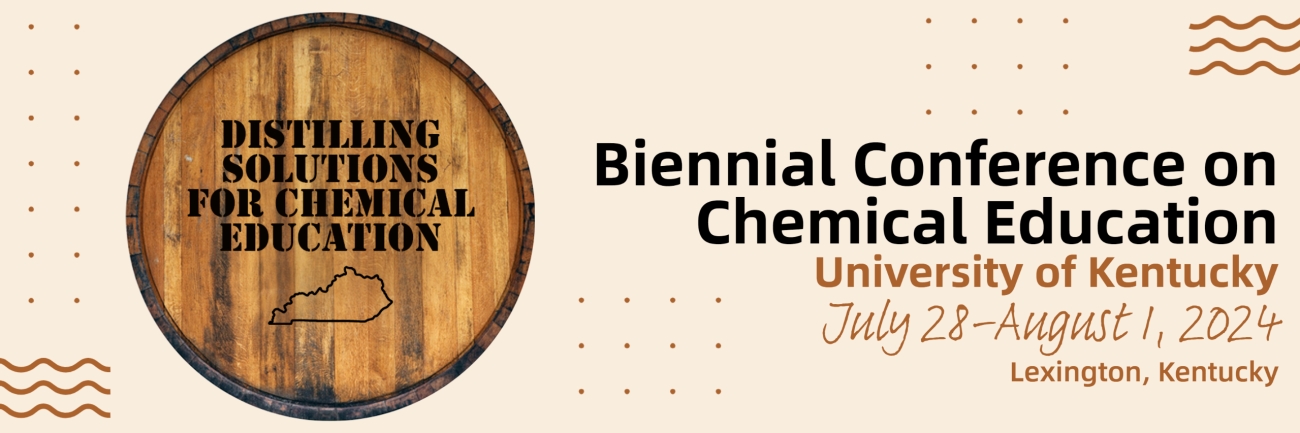 DISTILLING
SOLUTIONS
FOR CHEMICAL
EDUCATION
Biennial Conference on
Chemical Education
University of Kentucky
July 28–August 1, 2024
Lexington, Kentucky